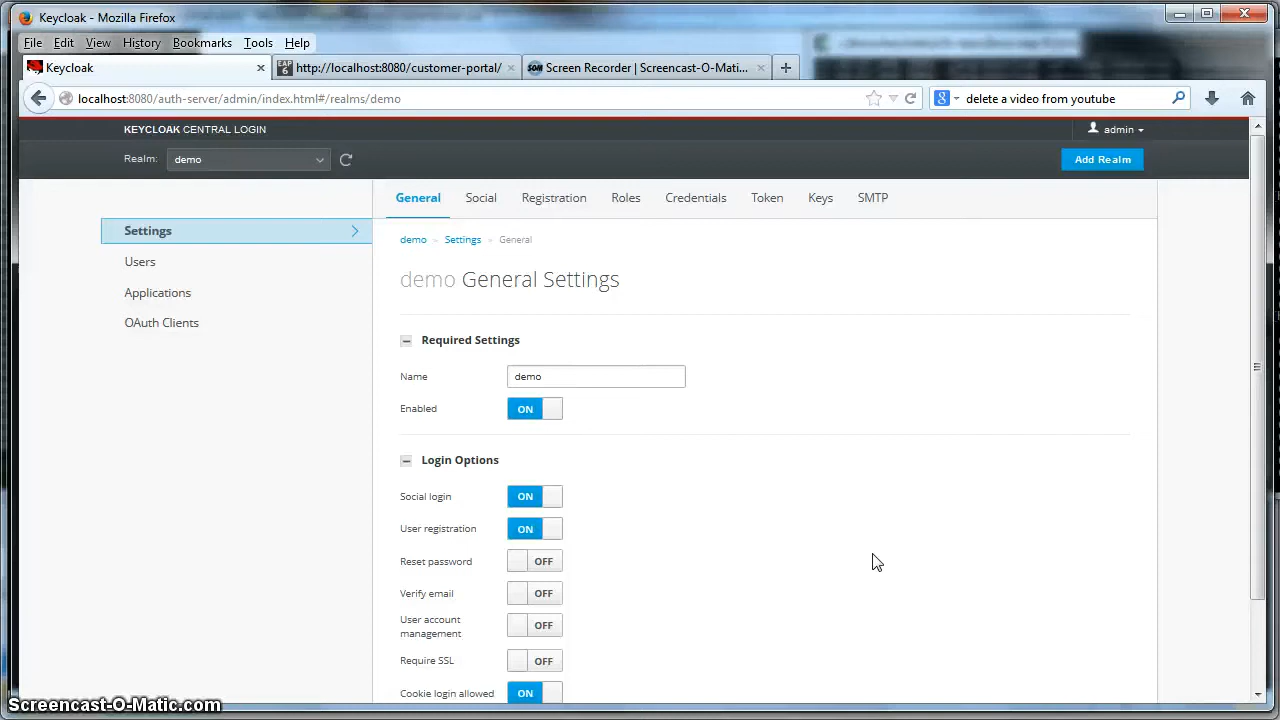 Keycloak - Mozilla Firefox
File Edit View History Bookmarks Tools Help
Keycloak
EAP 6 http://localhost:8080/customer-portal/
SOM Screen Recorder | Screencast-O-Mati...
localhost:8080/auth-server/admin/index.html#/realms/demo
delete a video from youtube
KEYCLOAK CENTRAL LOGIN
admin
Realm: demo
Add Realm
General Social Registration Roles Credentials Token Keys SMTP
Settings
Users
Applications
OAuth Clients
demo » Settings » General
demo General Settings
Required Settings
Name demo
Enabled ON
Login Options
Social login ON
User registration ON
Reset password OFF
Verify email OFF
User account
management OFF
Require SSL OFF
Cookie login allowed ON
Screencast-O-Matic.com